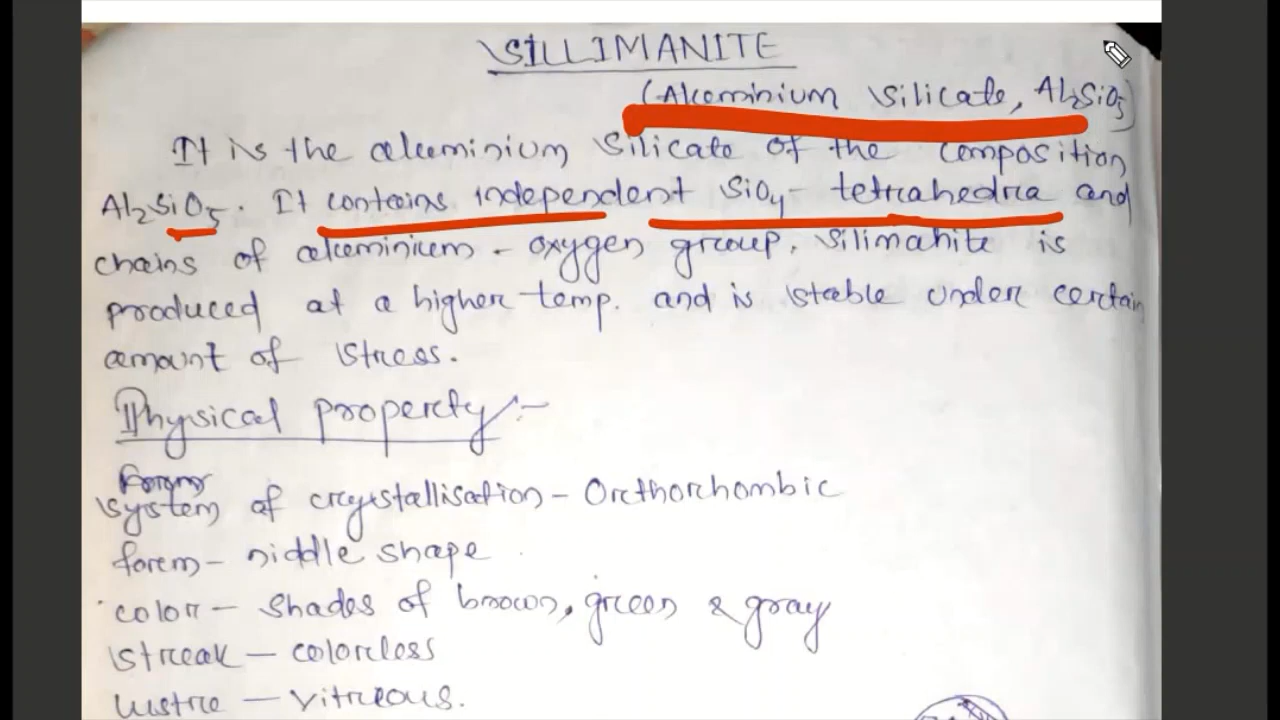 SILLIMANITE
(Aluminium silicate, Al2SiO5)
It is the aluminium silicate of the composition
Al2SiO5. It contains independent SiO4- tetrahedria and
chains of aluminium - oxygen group. Silimanite is
produced at a higher temp. and is stable under certain
amount of stress.
Physical property :-
Form
system of crystallisation - Orthorhombic
form - niddle shape
color - shades of brown, green & gray
streak - colorless
lustre - vitreous.